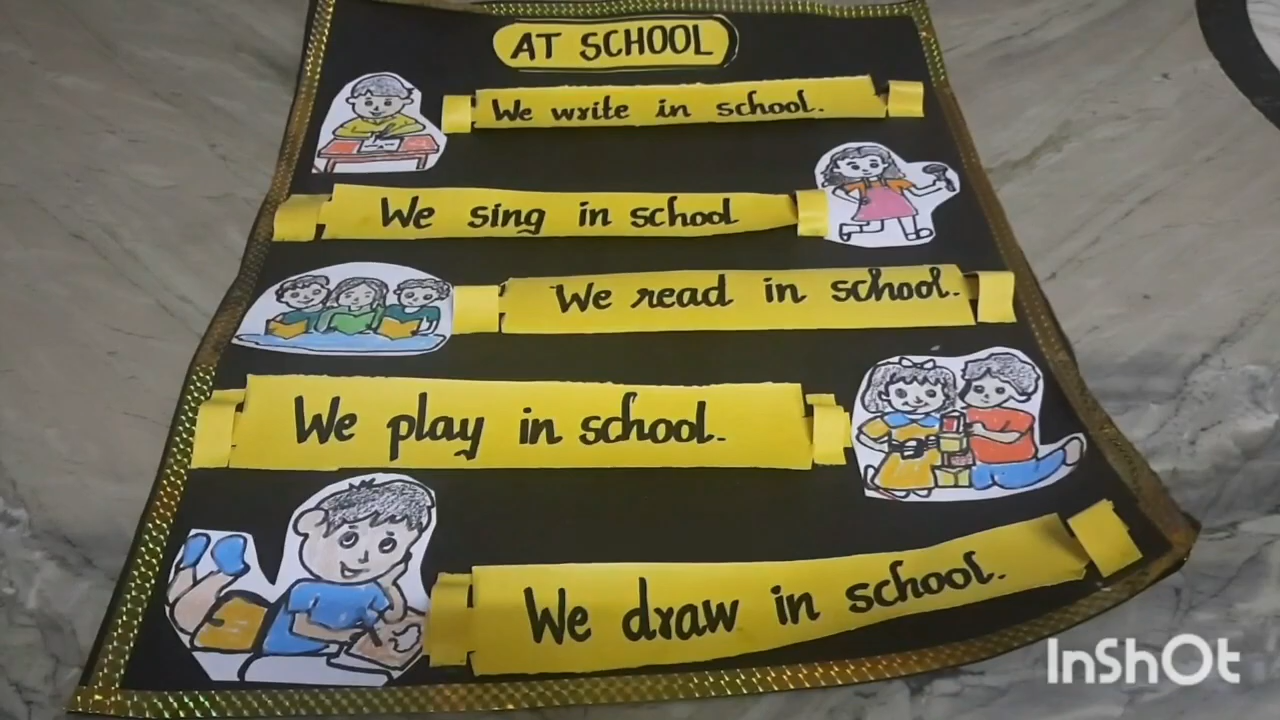 AT SCHOOL
We write in school.
We sing in school
We read in school.
We play in school.
We draw in school.
InShOt